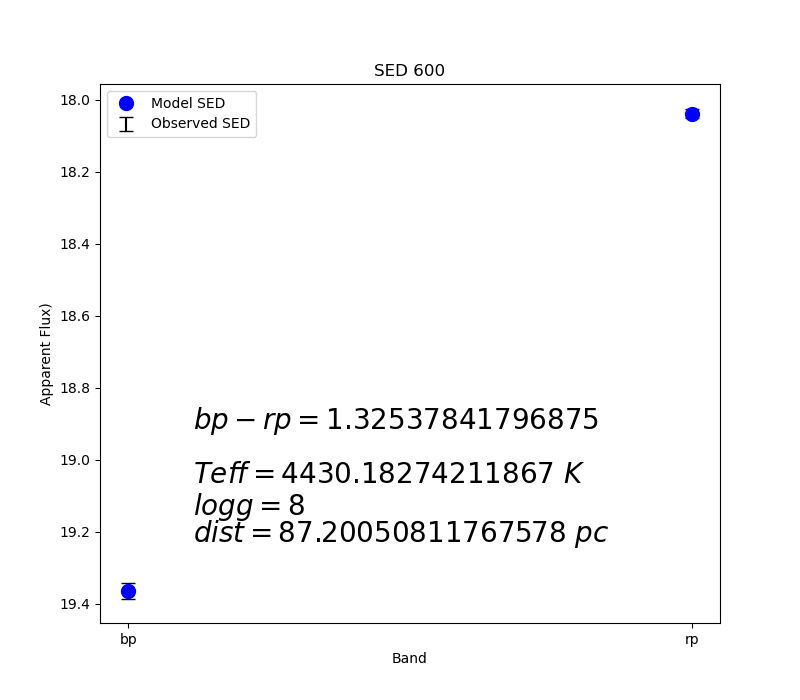 SED 600
Model SED
Observed SED
18.0
18.2
18.4
18.6
18.8
19.0
19.2
19.4
Apparent Flux)
bp − rp = 1.32537841796875
Teff = 4430.18274211867 K
logg = 8
dist = 87.20050811767578 pc
bp
rp
Band